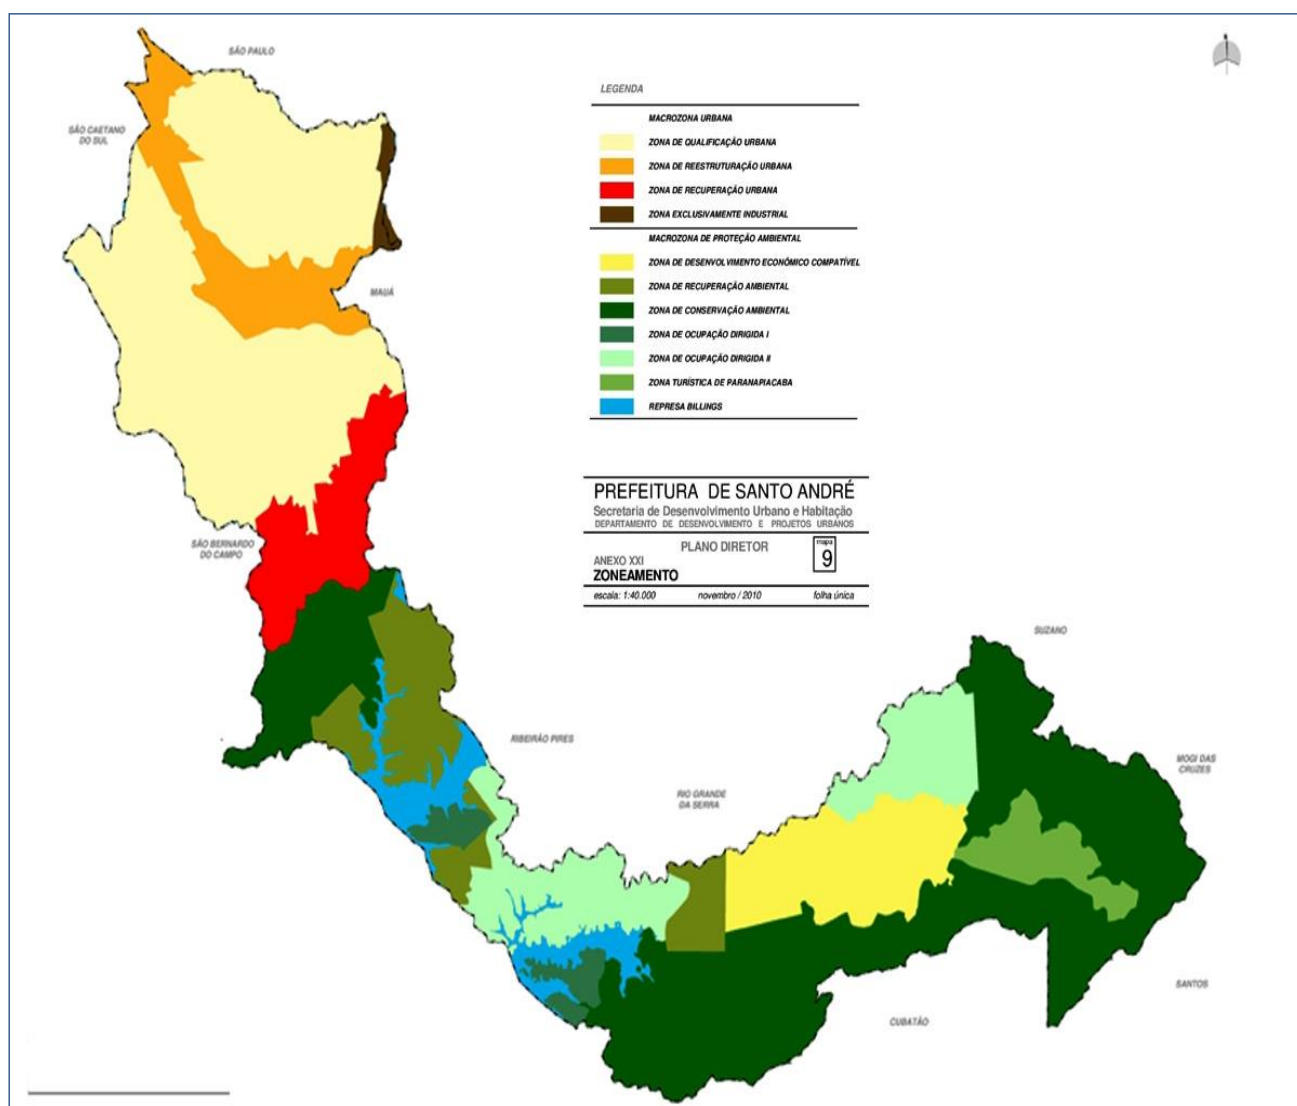 SÃO PAULO
SÃO CAETANO
DO SUL
MAUÁ
SÃO BERNARDO
DO CAMPO
RIBEIRÃO PIRES
RIO GRANDE
DA SERRA
SUZANO
MOGI DAS
CRUZES
SANTOS
CUBATÃO
LEGENDA
MACROZONA URBANA
ZONA DE QUALIFICAÇÃO URBANA
ZONA DE REESTRUTURAÇÃO URBANA
ZONA DE RECUPERAÇÃO URBANA
ZONA EXCLUSIVAMENTE INDUSTRIAL
MACROZONA DE PROTEÇÃO AMBIENTAL
ZONA DE DESENVOLVIMENTO ECONÔMICO COMPATÍVEL
ZONA DE RECUPERAÇÃO AMBIENTAL
ZONA DE CONSERVAÇÃO AMBIENTAL
ZONA DE OCUPAÇÃO DIRIGIDA I
ZONA DE OCUPAÇÃO DIRIGIDA II
ZONA TURÍSTICA DE PARANAPIACABA
REPRESA BILLINGS
PREFEITURA DE SANTO ANDRÉ
Secretaria de Desenvolvimento Urbano e Habitação
DEPARTAMENTO DE DESENVOLVIMENTO E PROJETOS URBANOS
PLANO DIRETOR
mapa
9
ANEXO XXI
ZONEAMENTO
escala: 1:40.000 novembro / 2010 folha única